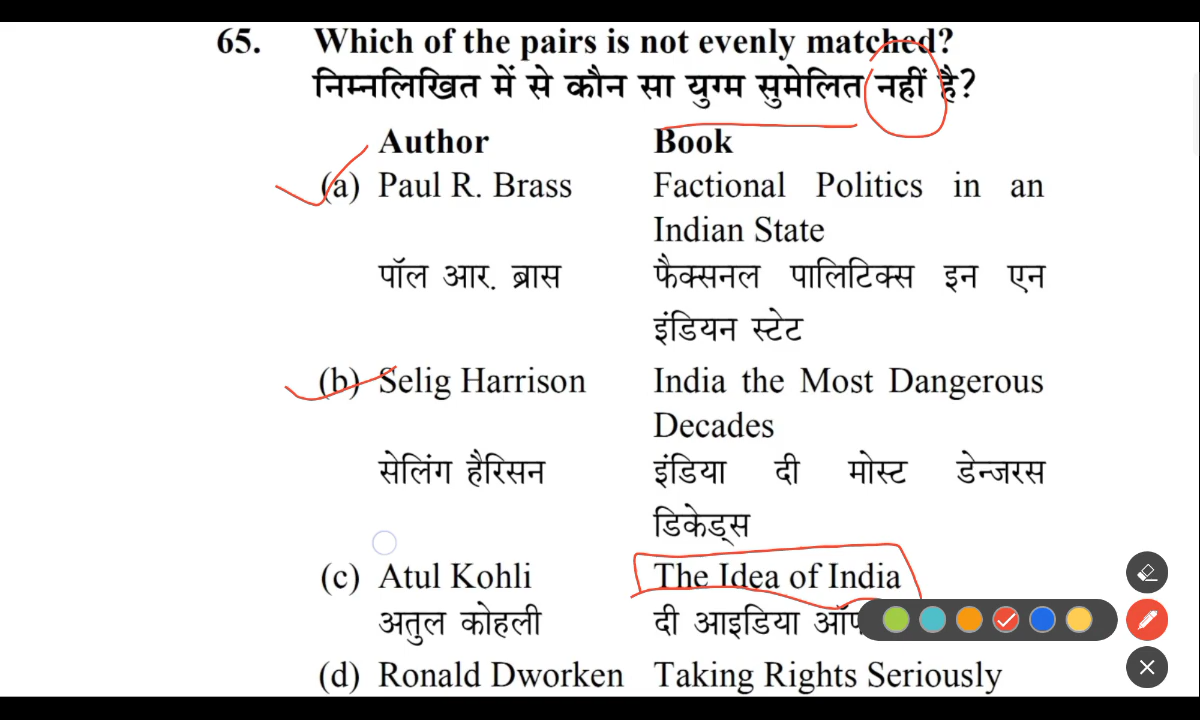 65. Which of the pairs is not evenly matched?
निम्नलिखित में से कौन सा युग्म सुमेलित नहीं है?
Author Book
(a) Paul R. Brass Factional Politics in an
Indian State
पॉल आर. ब्रास फैक्सनल पालिटिक्स इन एन
इंडियन स्टेट
(b) Selig Harrison India the Most Dangerous
Decades
सेलिंग हैरिसन इंडिया दी मोस्ट डेन्जरस
डिकेड्स
(c) Atul Kohli The Idea of India
अतुल कोहली दी आइडिया
(d) Ronald Dworken Taking Rights Seriously